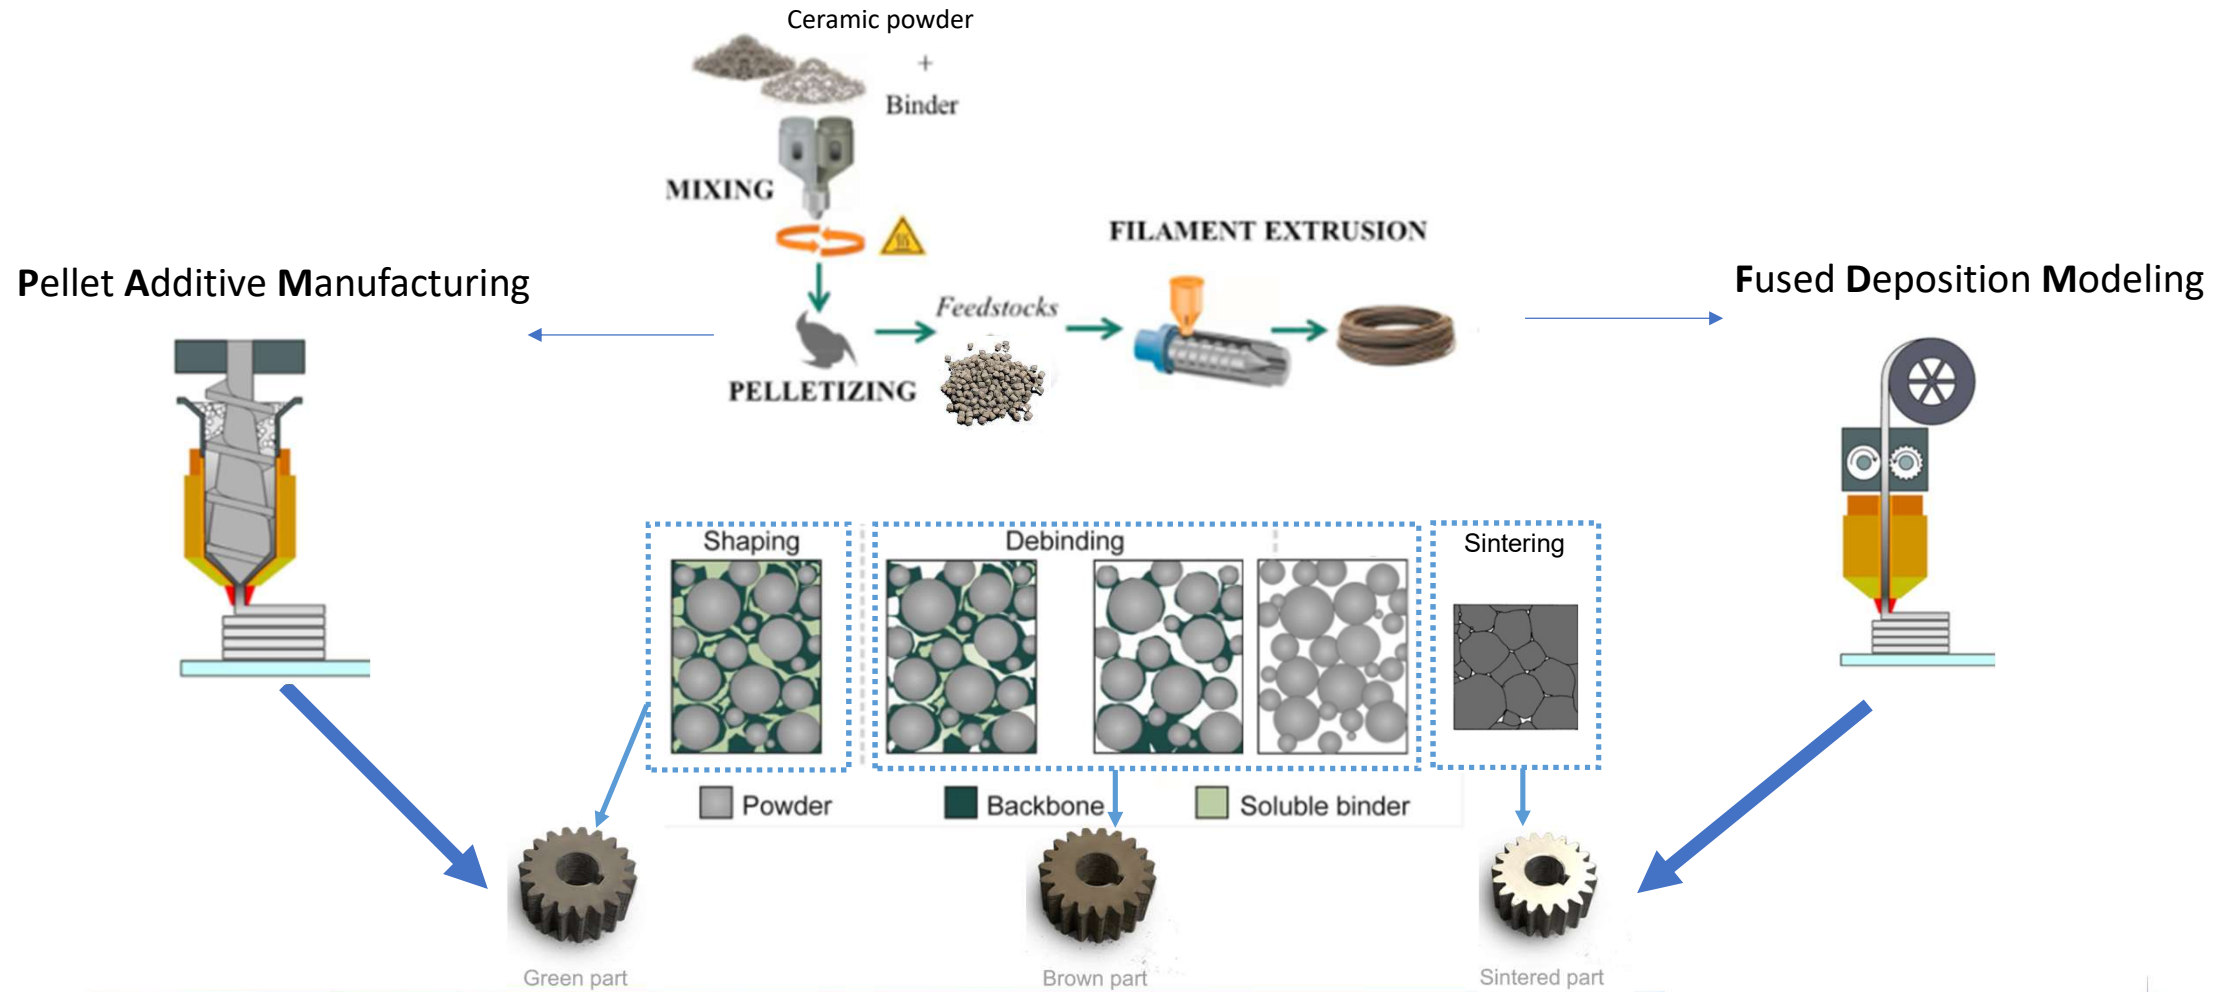 Ceramic powder
+
Binder
MIXING
FILAMENT EXTRUSION
Pellet Additive Manufacturing
Fused Deposition Modeling
Feedstocks
PELLETIZING
Shaping
Debinding
Sintering
Powder
Backbone
Soluble binder
Green part
Brown part
Sintered part